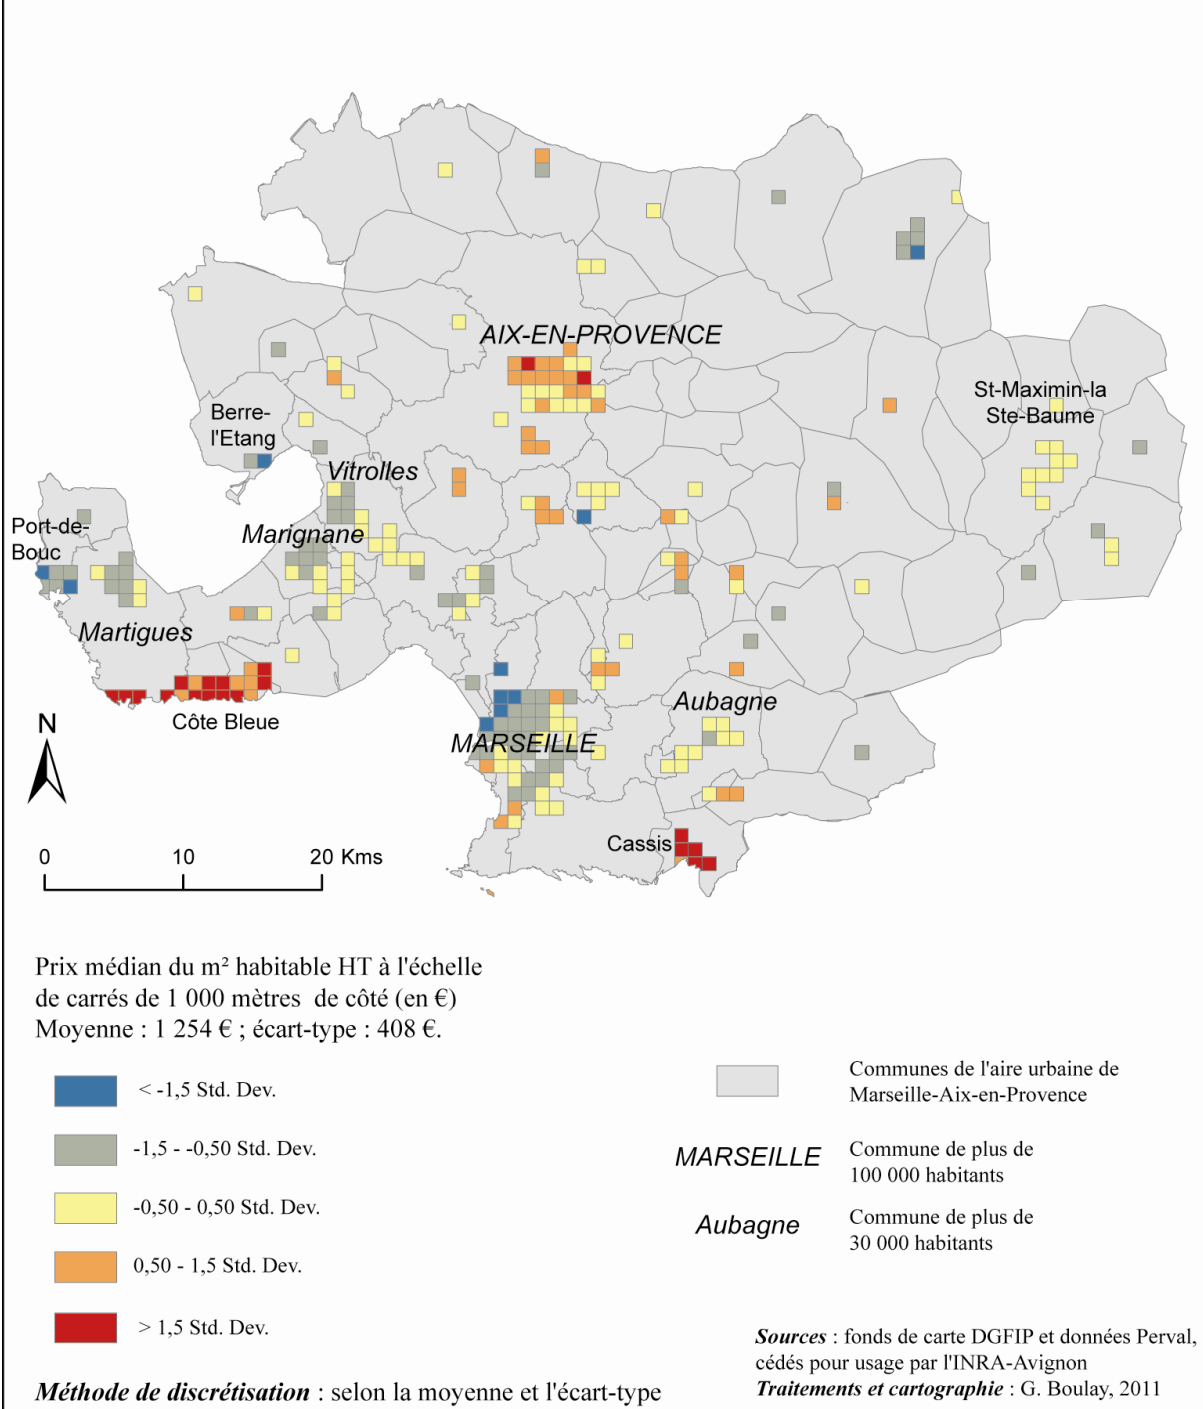 AIX-EN-PROVENCE
St-Maximin-la
Ste-Baume
Berre-
l'Etang
Vitrolles
Port-de-
Bouc
Marignane
Martigues
Aubagne
Côte Bleue
N
MARSEILLE
Cassis
0 10 20 Kms
Prix médian du m² habitable HT à l'échelle
de carrés de 1 000 mètres de côté (en €)
Moyenne : 1 254 € ; écart-type : 408 €.
< -1,5 Std. Dev.
-1,5 - -0,50 Std. Dev.
-0,50 - 0,50 Std. Dev.
0,50 - 1,5 Std. Dev.
> 1,5 Std. Dev.
Méthode de discrétisation : selon la moyenne et l'écart-type
Communes de l'aire urbaine de
Marseille-Aix-en-Provence
MARSEILLE
Commune de plus de
100 000 habitants
Aubagne
Commune de plus de
30 000 habitants
Sources : fonds de carte DGFIP et données Perval,
cédés pour usage par l'INRA-Avignon
Traitements et cartographie : G. Boulay, 2011